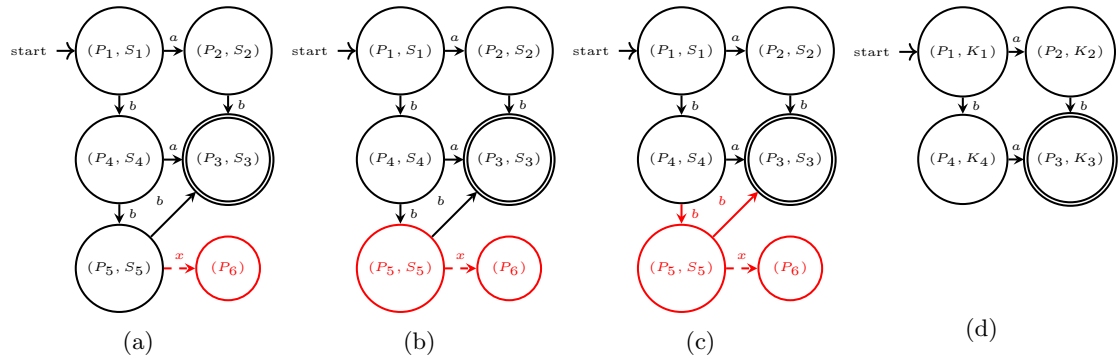 start (P₁, S₁) a (P₂, S₂) start (P₁, S₁) a (P₂, S₂) start (P₁, S₁) a (P₂, S₂) start (P₁, K₁) a (P₂, K₂)
b b b b b b b b
(P₄, S₄) a (P₃, S₃) (P₄, S₄) a (P₃, S₃) (P₄, S₄) a (P₃, S₃) (P₄, K₄) a (P₃, K₃)
b b b b b b
(P₅, S₅) x (P₆) (P₅, S₅) x (P₆) (P₅, S₅) x (P₆)
(a) (b) (c) (d)